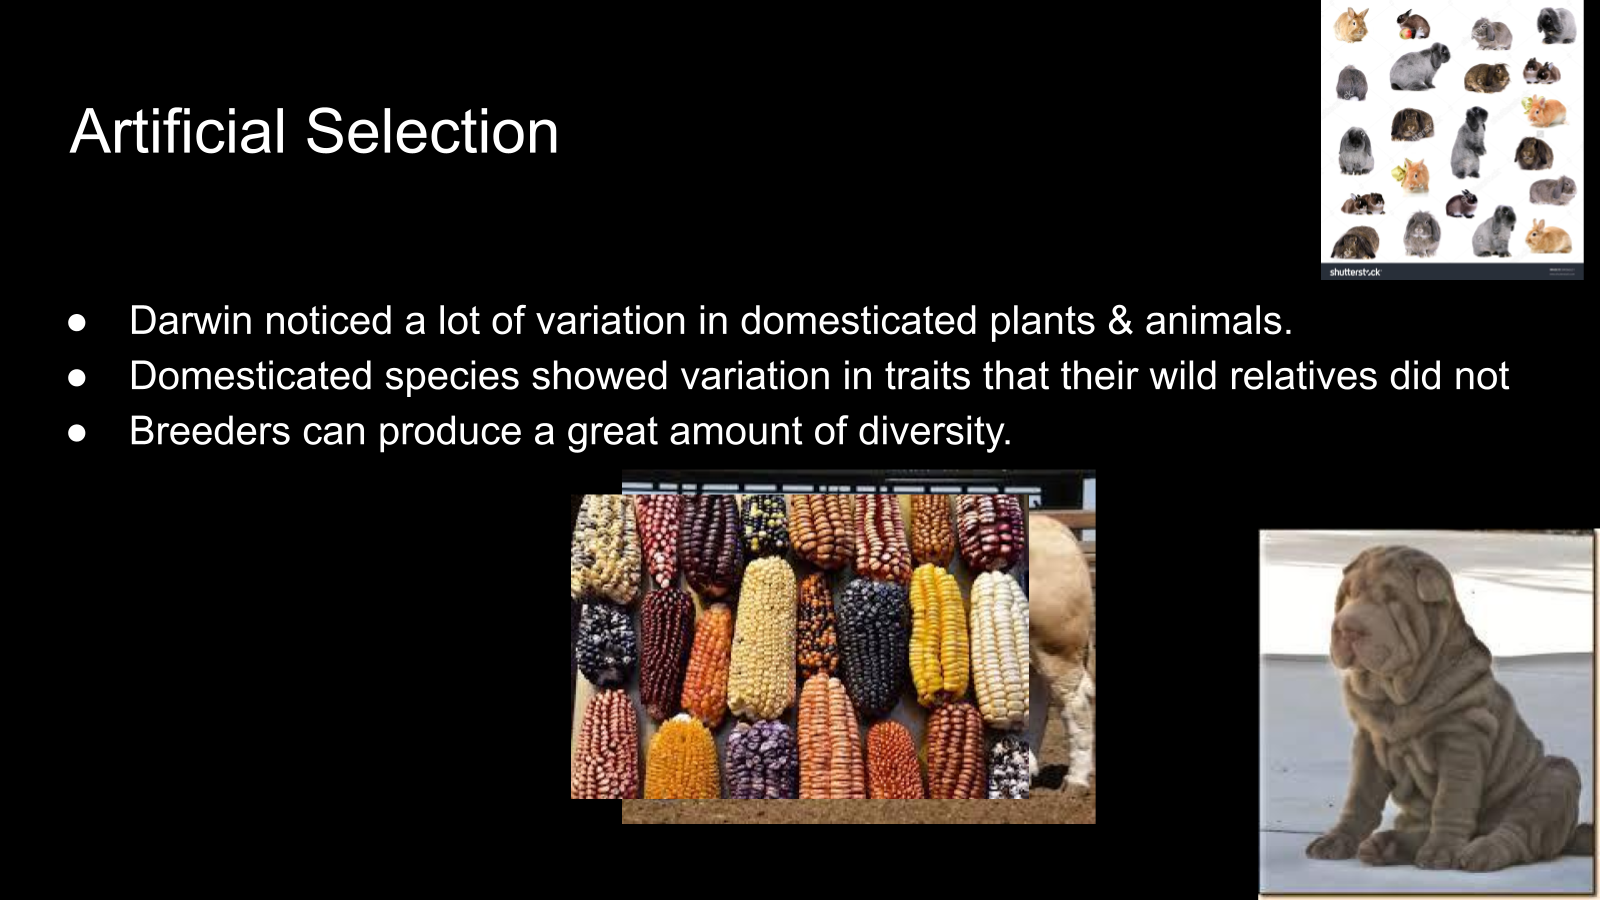 Artificial Selection
● Darwin noticed a lot of variation in domesticated plants & animals.
● Domesticated species showed variation in traits that their wild relatives did not
● Breeders can produce a great amount of diversity.
shutterstock